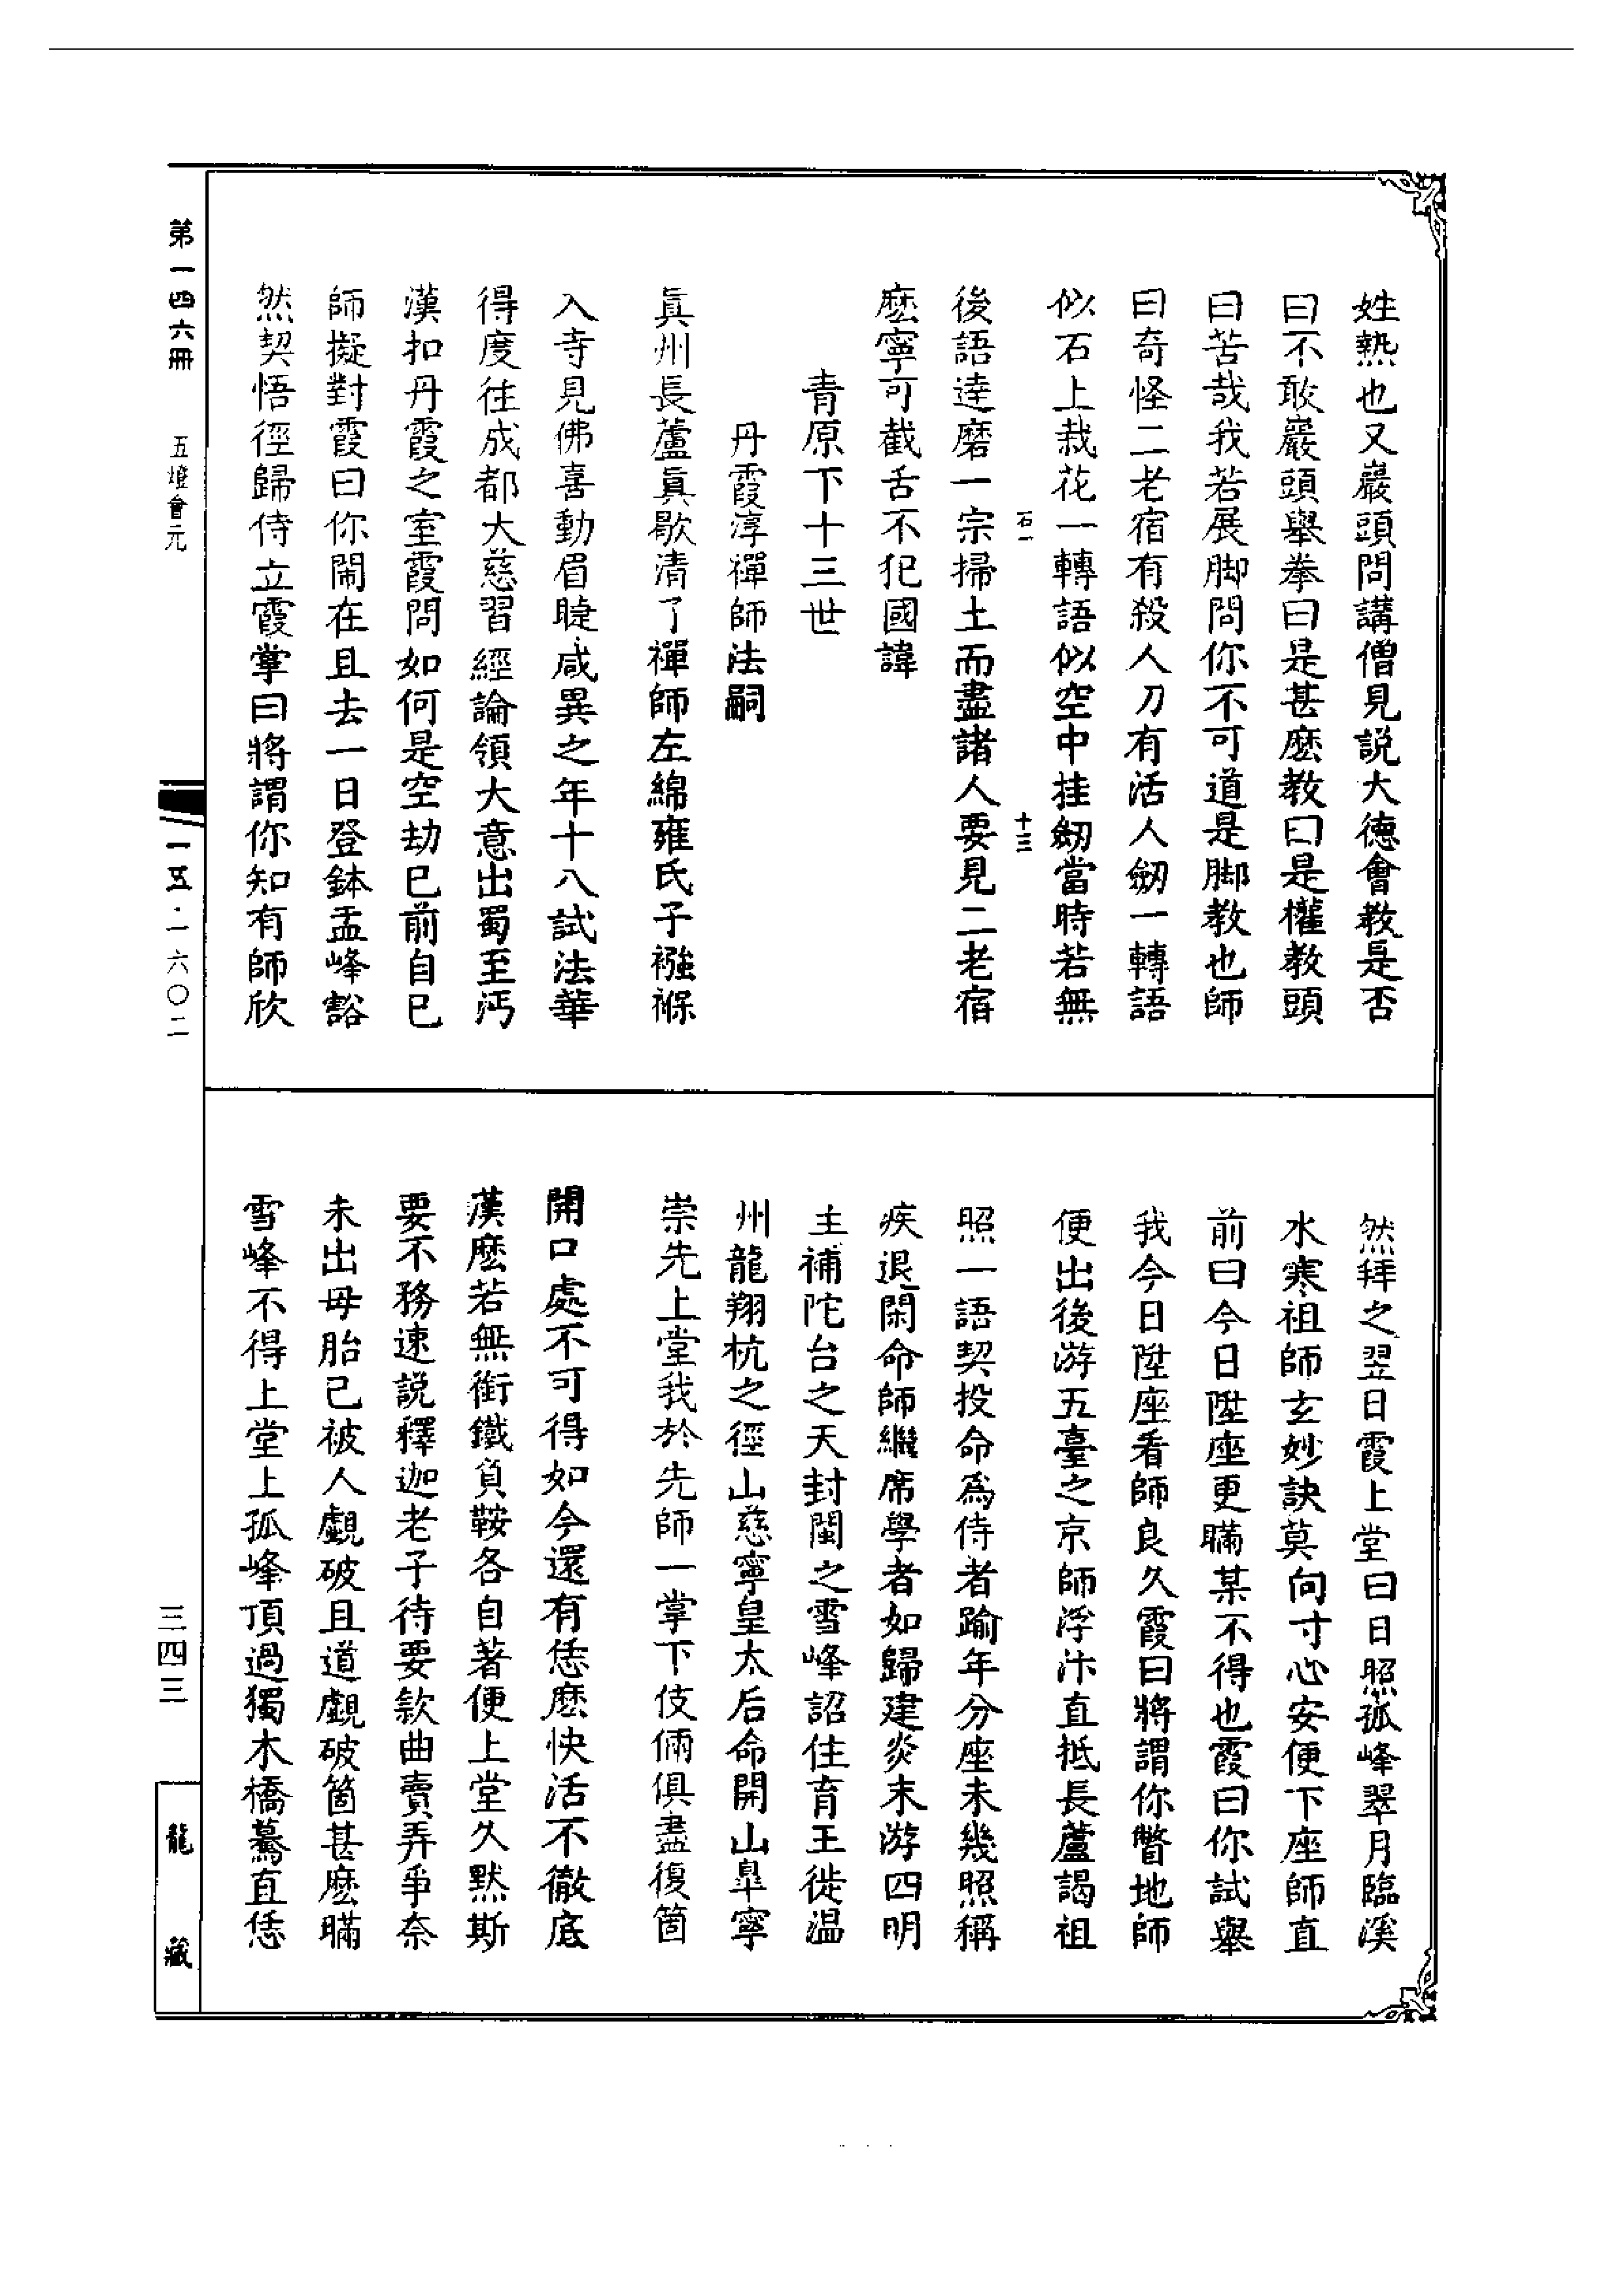 姓熱也又巖頭問講僧見説大德會教是否
曰不敢巖頭舉拳曰是甚麽教曰是權教頭
曰苦哉我若展脚問你不可道是脚教也師
曰奇怪二老宿有殺人刀有活人劒一轉語
似石上栽花一轉語似空中挂劒當時若無
石一
十三
後語逹磨一宗掃土而盡諸人要見二老宿
麽寧可截舌不犯國諱
青原下十三世
丹霞淳禪師法嗣
眞州長蘆眞歇清了禪師左綿雍氏子襁褓
入寺見佛喜動眉睫咸異之年十八試法華
得度往成都大慈習經論領大意出蜀至沔
漢扣丹霞之室霞問如何是空劫已前自已
師擬對霞曰你鬧在且去一日登鉢盂峰豁
然契悟徑歸侍立霞掌曰將謂你知有師欣
然拜之翌日霞上堂曰日照孤峰翠月臨溪
水寒祖師玄妙訣莫向寸心安便下座師直
前曰今日陞座更瞞某不得也霞曰你試舉
我今日陞座看師良久霞曰將謂你瞥地師
便出後游五臺之京師浮汴直抵長蘆謁祖
照一語契投命爲侍者踰年分座未幾照稱
疾退閑命師繼席學者如歸建炎末游四明
主補陀台之天封閩之雪峰詔住育王徙温
州龍翔杭之徑山慈寧皇太后命開山臯寧
崇先上堂我於先師一掌下伎倆俱盡復箇
開口處不可得如今還有恁麽快活不徹底
漢麽若無銜鐵負鞍各自著便上堂久默斯
要不務速説釋迦老子待要款曲賣弄爭奈
未出母胎已被人覷破且道覷破箇甚麽瞞
雪峰不得上堂上孤峰頂過獨木橋驀直恁
第一四六冊
五燈會元
一五·一六〇二
三四三
龍藏